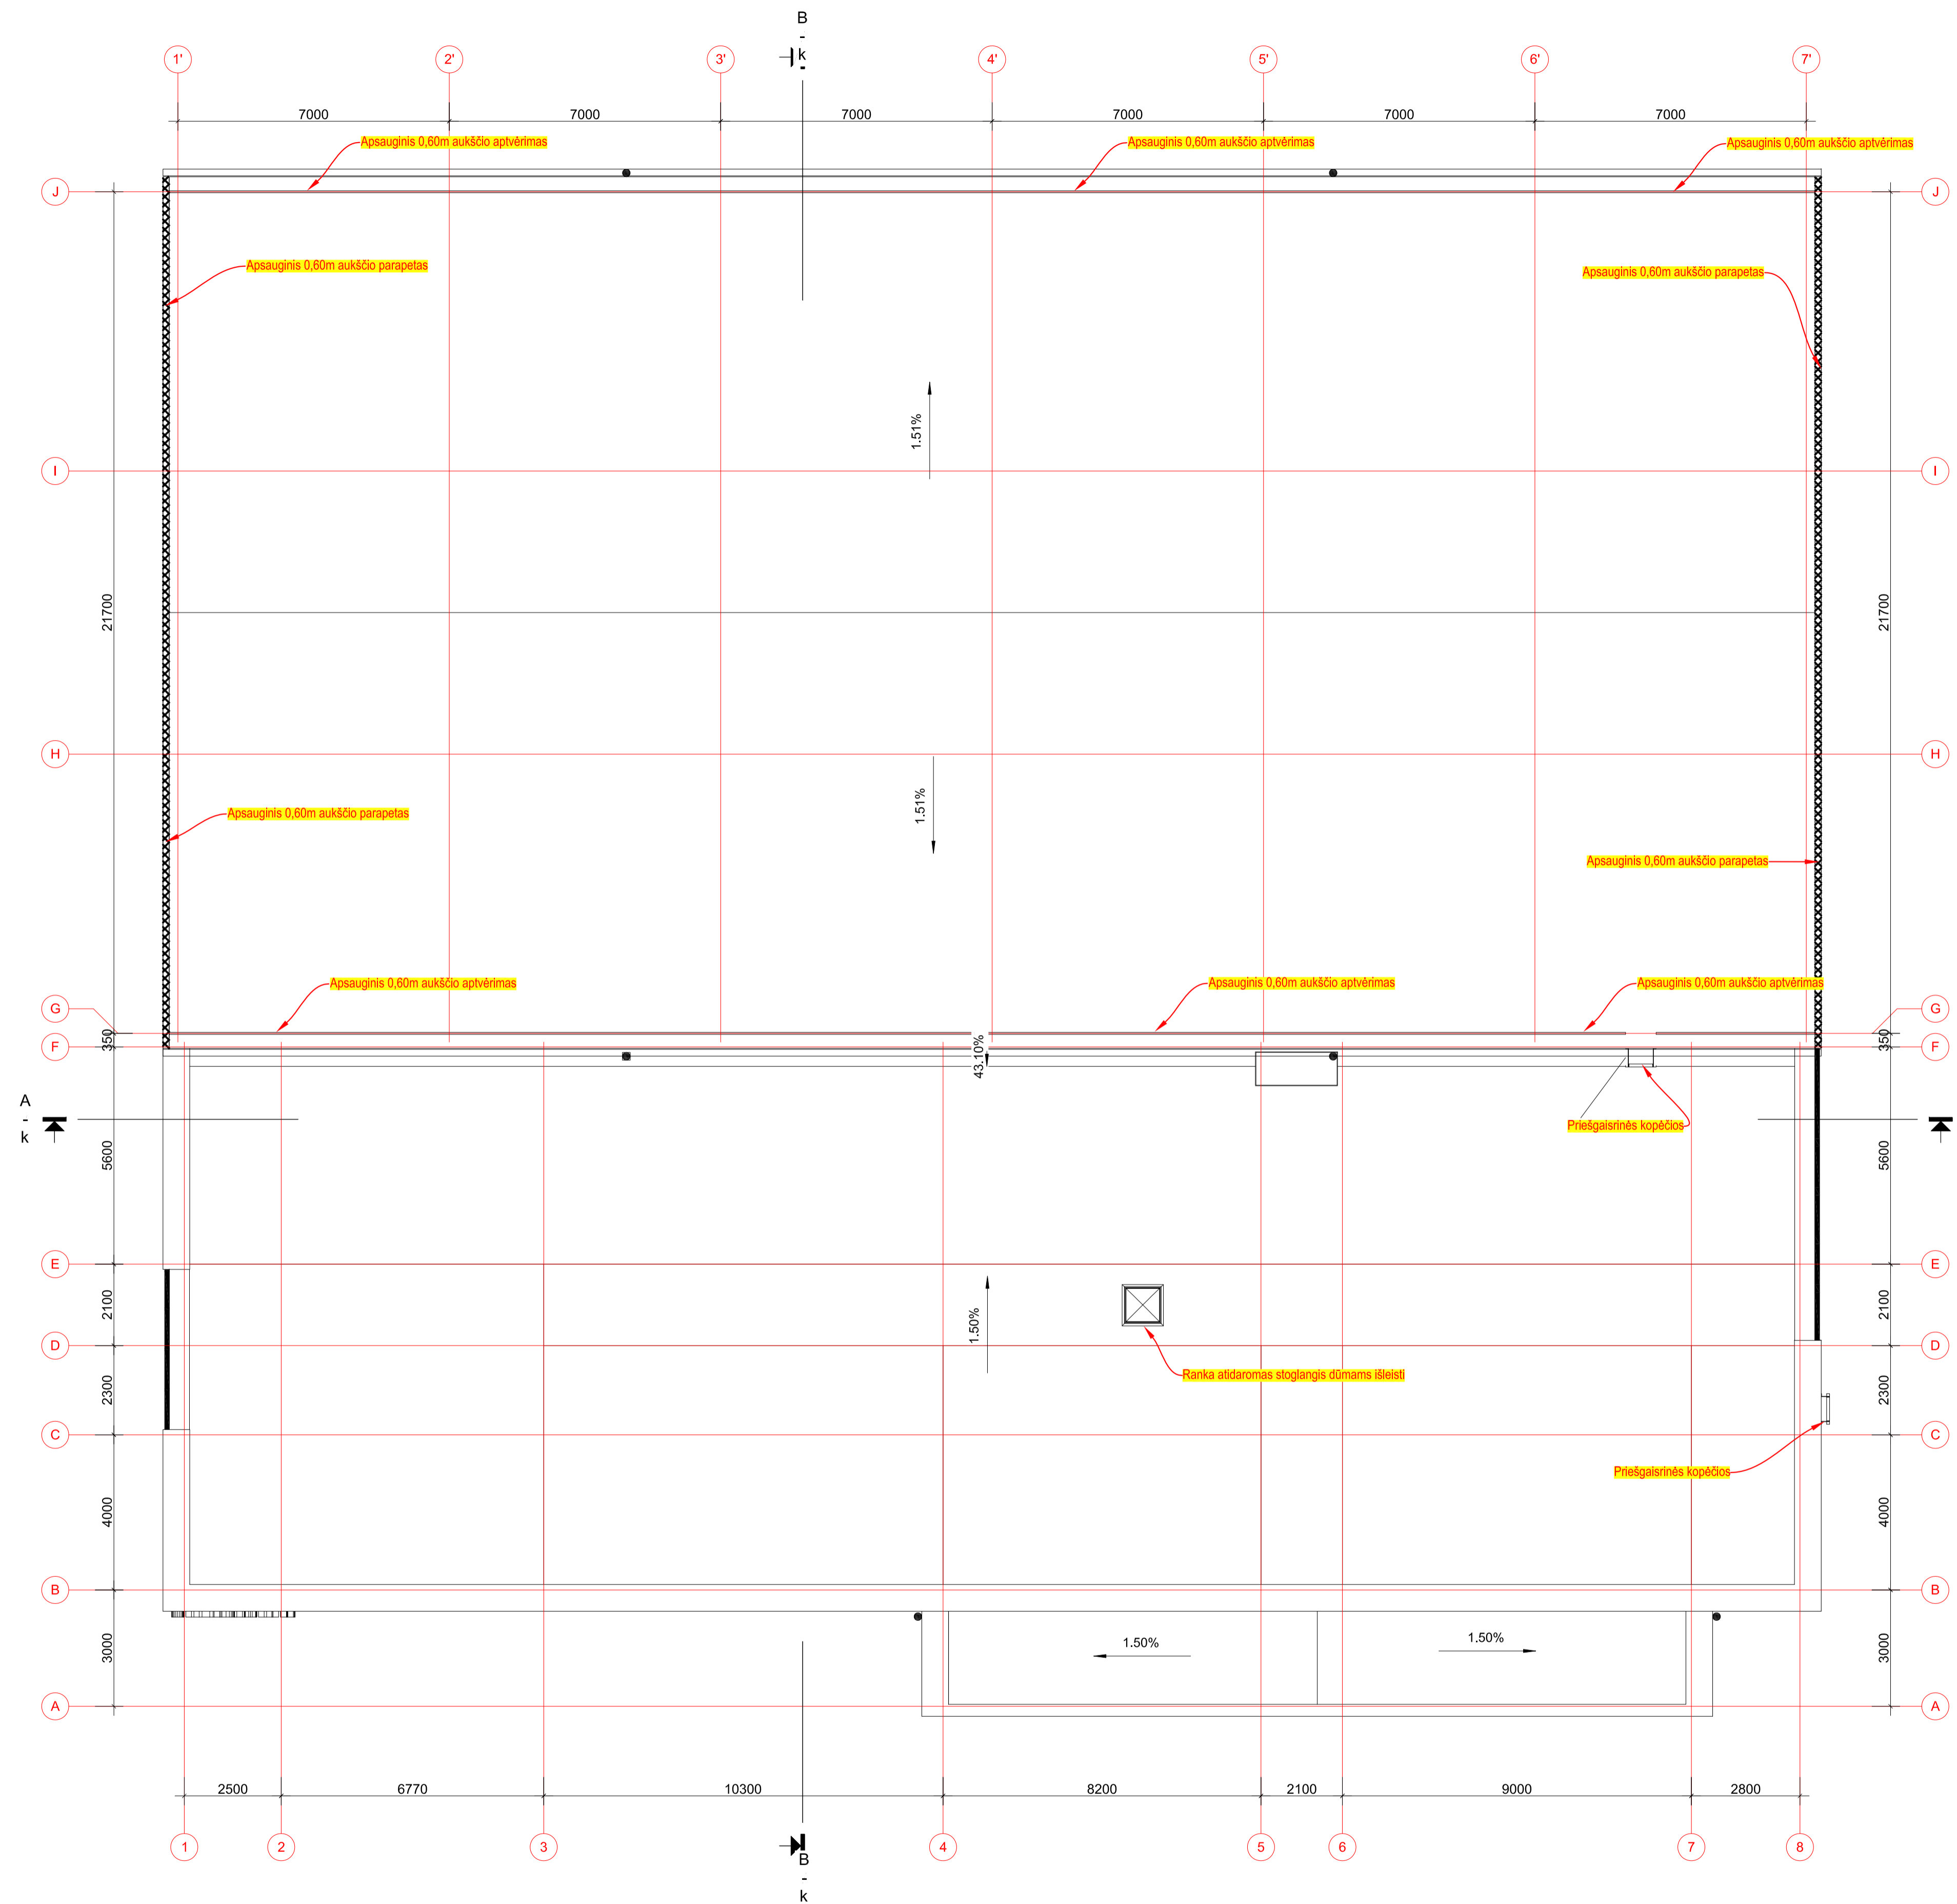 B
-
k
1' 2' 3' 4' 5' 6' 7'
7000 7000 7000 7000 7000 7000
Apsauginis 0,60m aukščio aptvėrimas Apsauginis 0,60m aukščio aptvėrimas Apsauginis 0,60m aukščio aptvėrimas
J J
Apsauginis 0,60m aukščio parapetas Apsauginis 0,60m aukščio parapetas
1.51%
I I
21700 21700
H H
1.51%
Apsauginis 0,60m aukščio parapetas
Apsauginis 0,60m aukščio parapetas
Apsauginis 0,60m aukščio aptvėrimas Apsauginis 0,60m aukščio aptvėrimas Apsauginis 0,60m aukščio aptvėrimas
G G
350 350
F F
43.10%
A
-
k
Priešgaisrinės kopėčios
5600 5600
E E
2100 2100
1.50%
D D
Ranka atidaromas stoglangis dūmams išleisti
2300 2300
C C
Priešgaisrinės kopėčios
4000 4000
B B
3000 1.50% 1.50% 3000
A A
2500 6770 10300 8200 2100 9000 2800
1 2 3 4 5 6 7 8
B
-
k